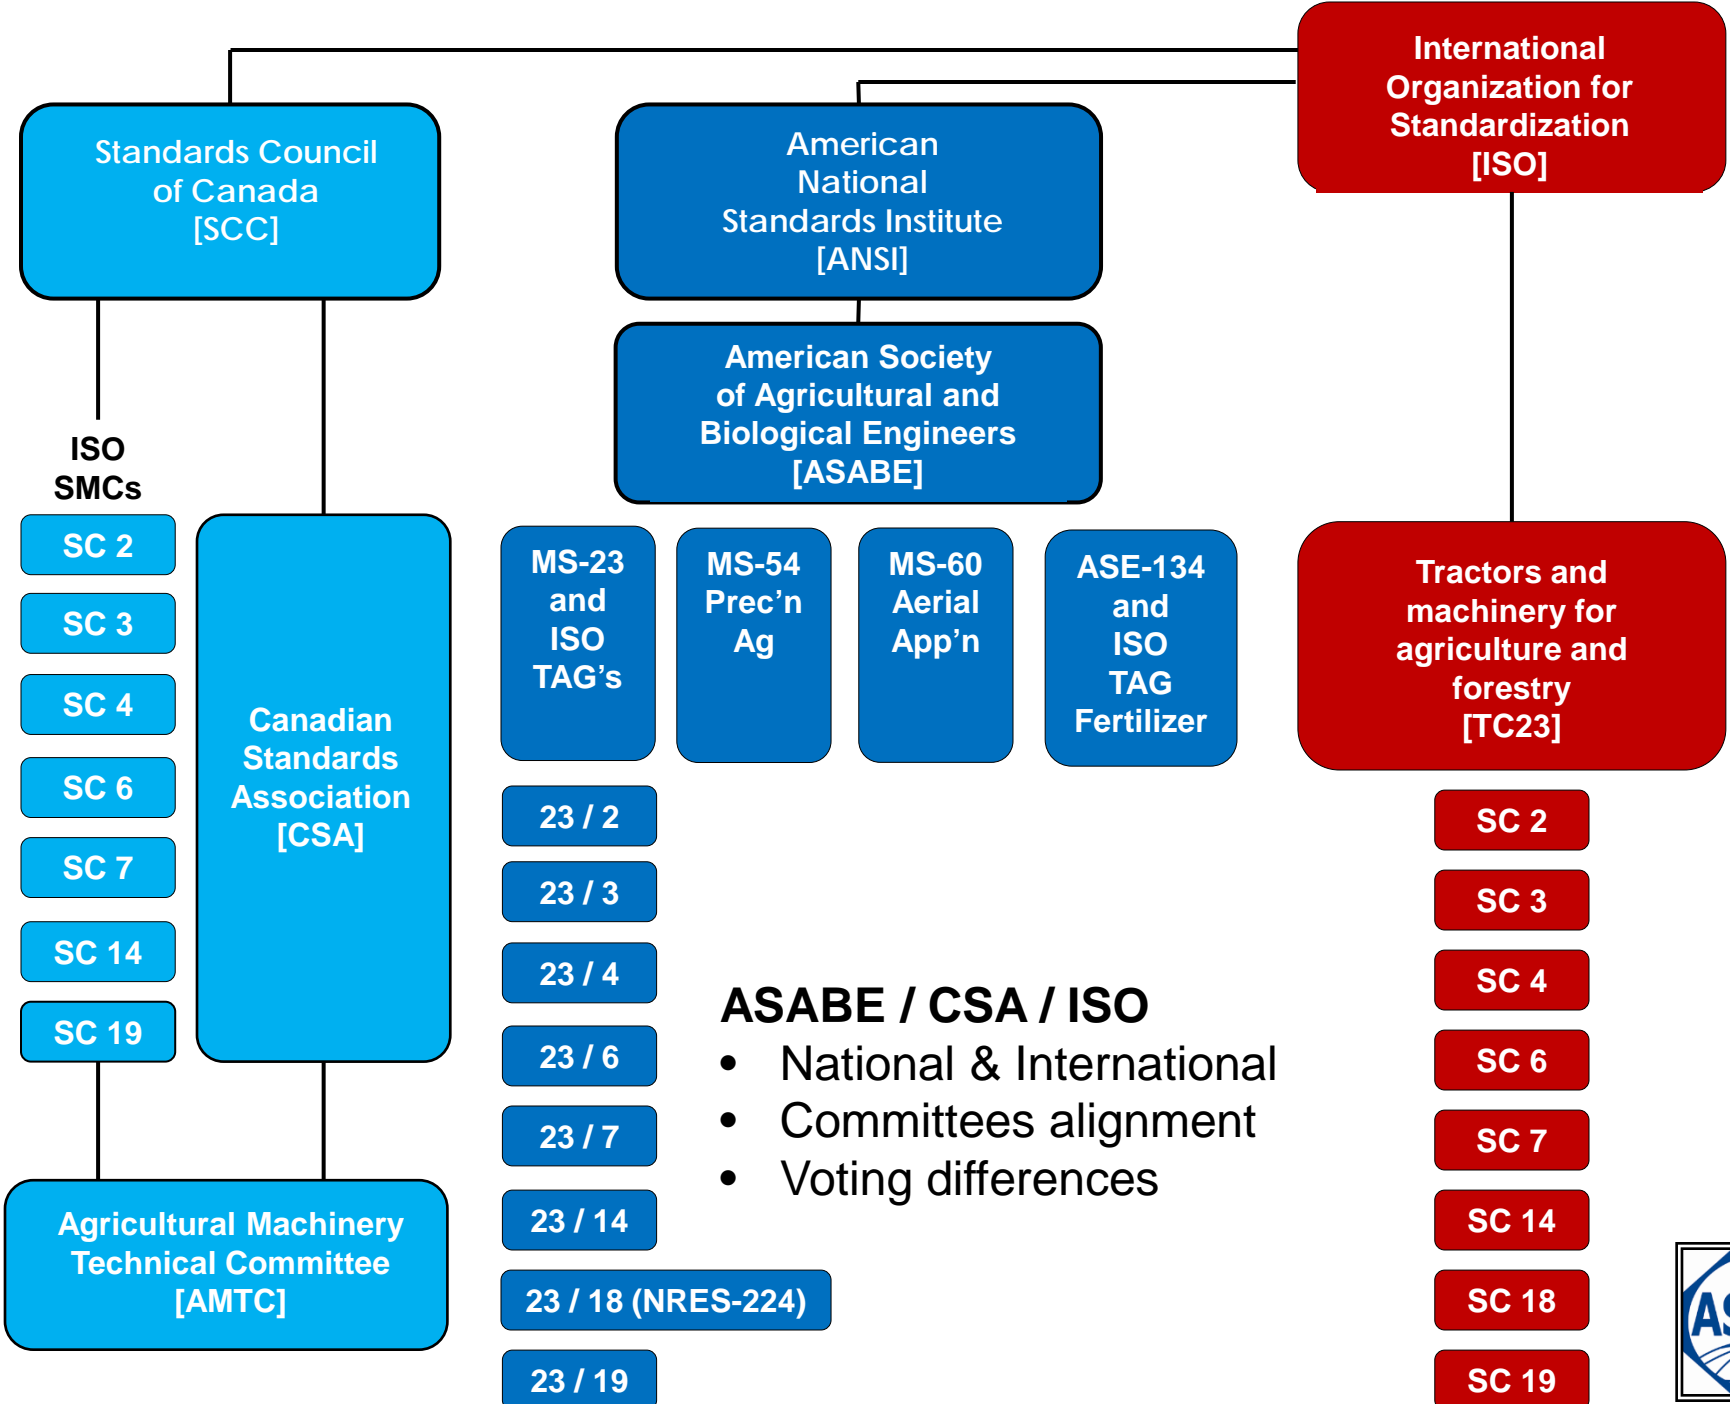 International
Organization for
Standardization
[ISO]
Standards Council
of Canada
[SCC]
American
National
Standards Institute
[ANSI]
American Society
of Agricultural and
Biological Engineers
[ASABE]
ISO
SMCs
SC 2
SC 3
SC 4
SC 6
SC 7
SC 14
SC 19
Canadian
Standards
Association
[CSA]
Agricultural Machinery
Technical Committee
[AMTC]
MS-23
and
ISO
TAG’s
MS-54
Prec’n
Ag
MS-60
Aerial
App’n
ASE-134
and
ISO
TAG
Fertilizer
23 / 2
23 / 3
23 / 4
23 / 6
23 / 7
23 / 14
23 / 18 (NRES-224)
23 / 19
ASABE / CSA / ISO
• National & International
• Committees alignment
• Voting differences
Tractors and
machinery for
agriculture and
forestry
[TC23]
SC 2
SC 3
SC 4
SC 6
SC 7
SC 14
SC 18
SC 19